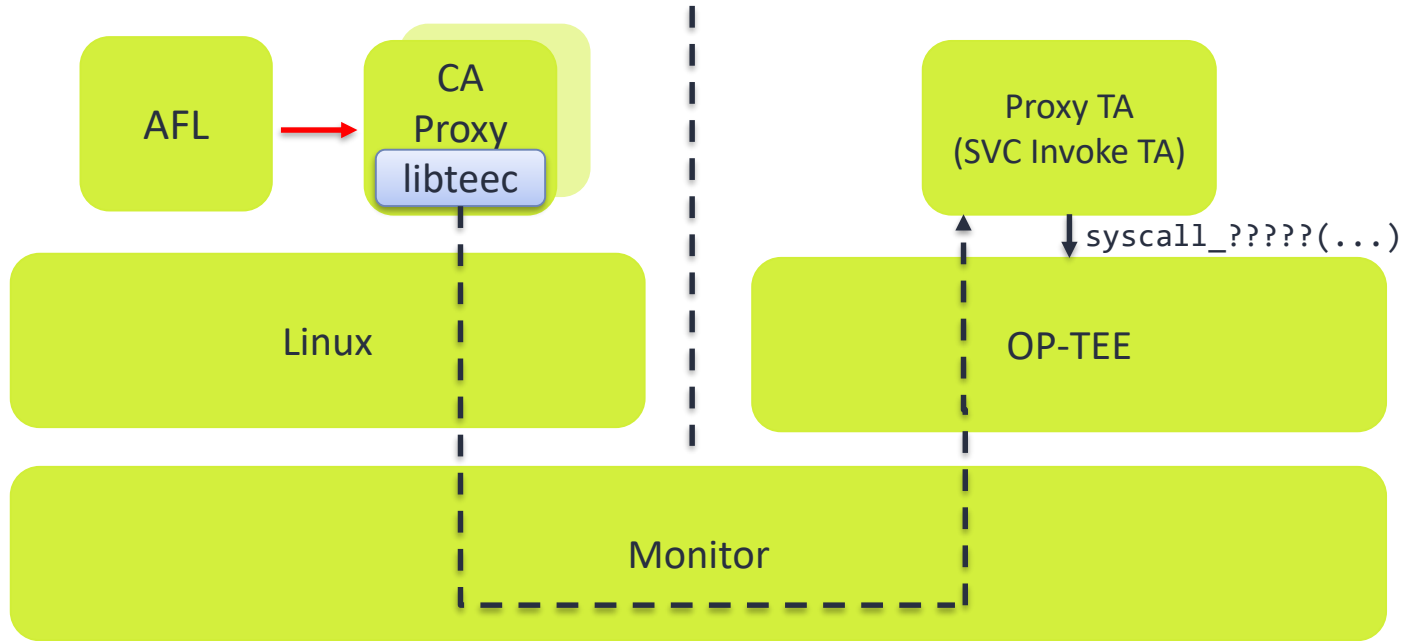 AFL
CA
Proxy
libteec
Proxy TA
(SVC Invoke TA)
syscall_?????(...)
Linux
OP-TEE
Monitor